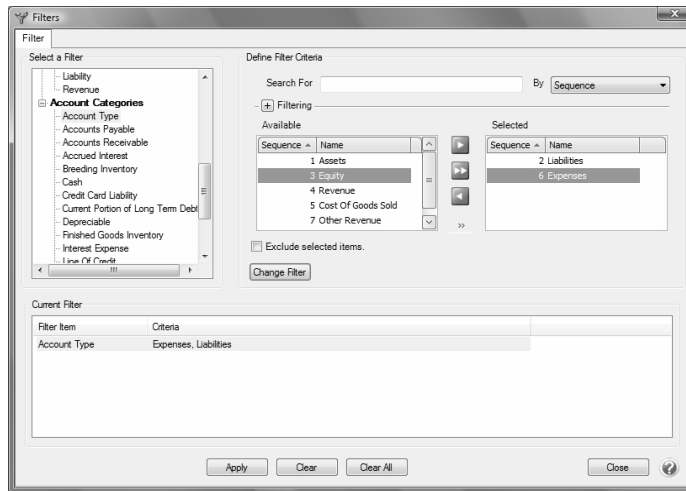 Filters
Filter
Select a Filter
Liability
Revenue
Account Categories
Account Type
Accounts Payable
Accounts Receivable
Accrued Interest
Breeding Inventory
Cash
Credit Card Liability
Current Portion of Long Term Debt
Depreciable
Finished Goods Inventory
Interest Expense
Line Of Credit
Define Filter Criteria
Search For
By Sequence
Filtering
Available
Sequence Name
1 Assets
3 Equity
4 Revenue
5 Cost Of Goods Sold
7 Other Revenue
Selected
Sequence Name
2 Liabilities
6 Expenses
>>
Exclude selected items.
Change Filter
Current Filter
Filter Item Criteria
Account Type Expenses, Liabilities
Apply Clear Clear All Close ?